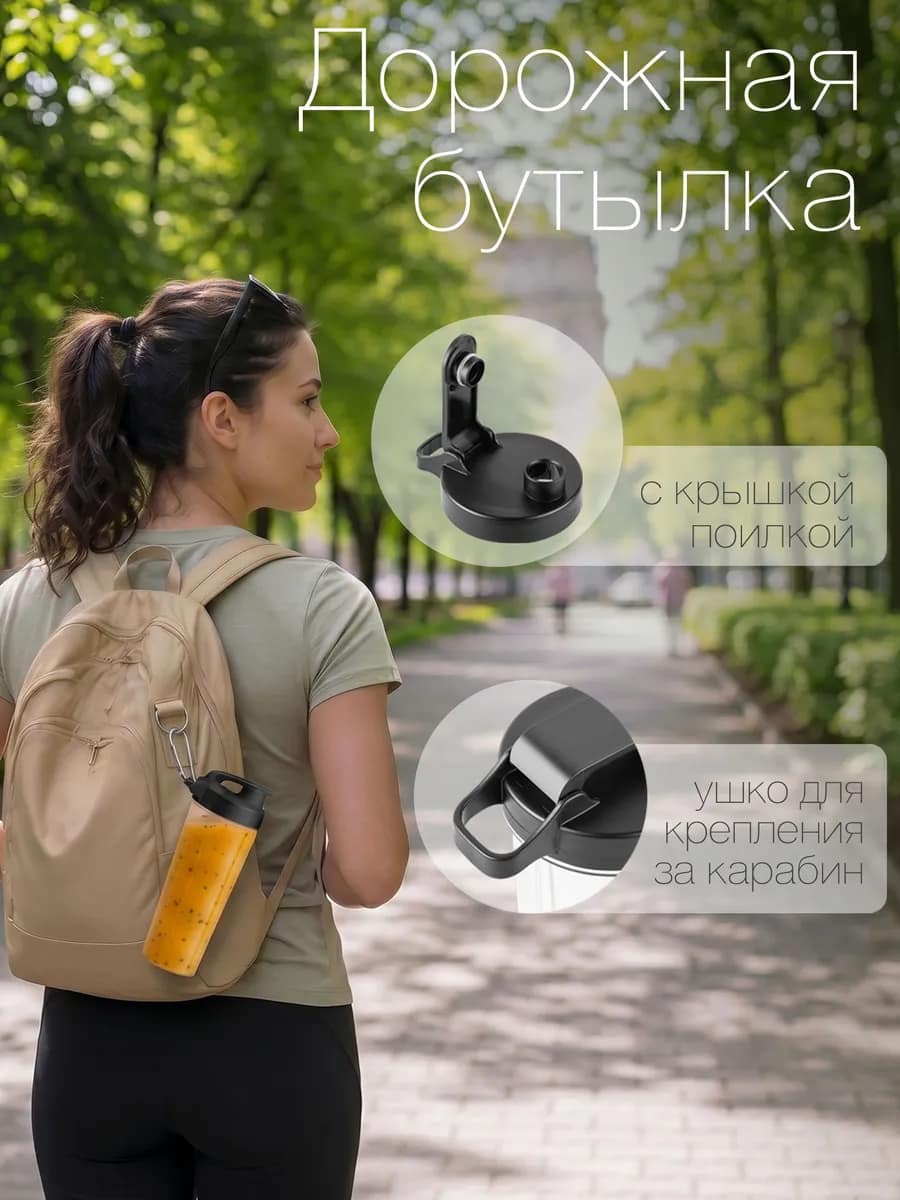 Дорожная
бутылка
с крышкой
поилкой
ушко для
крепления
за карабин